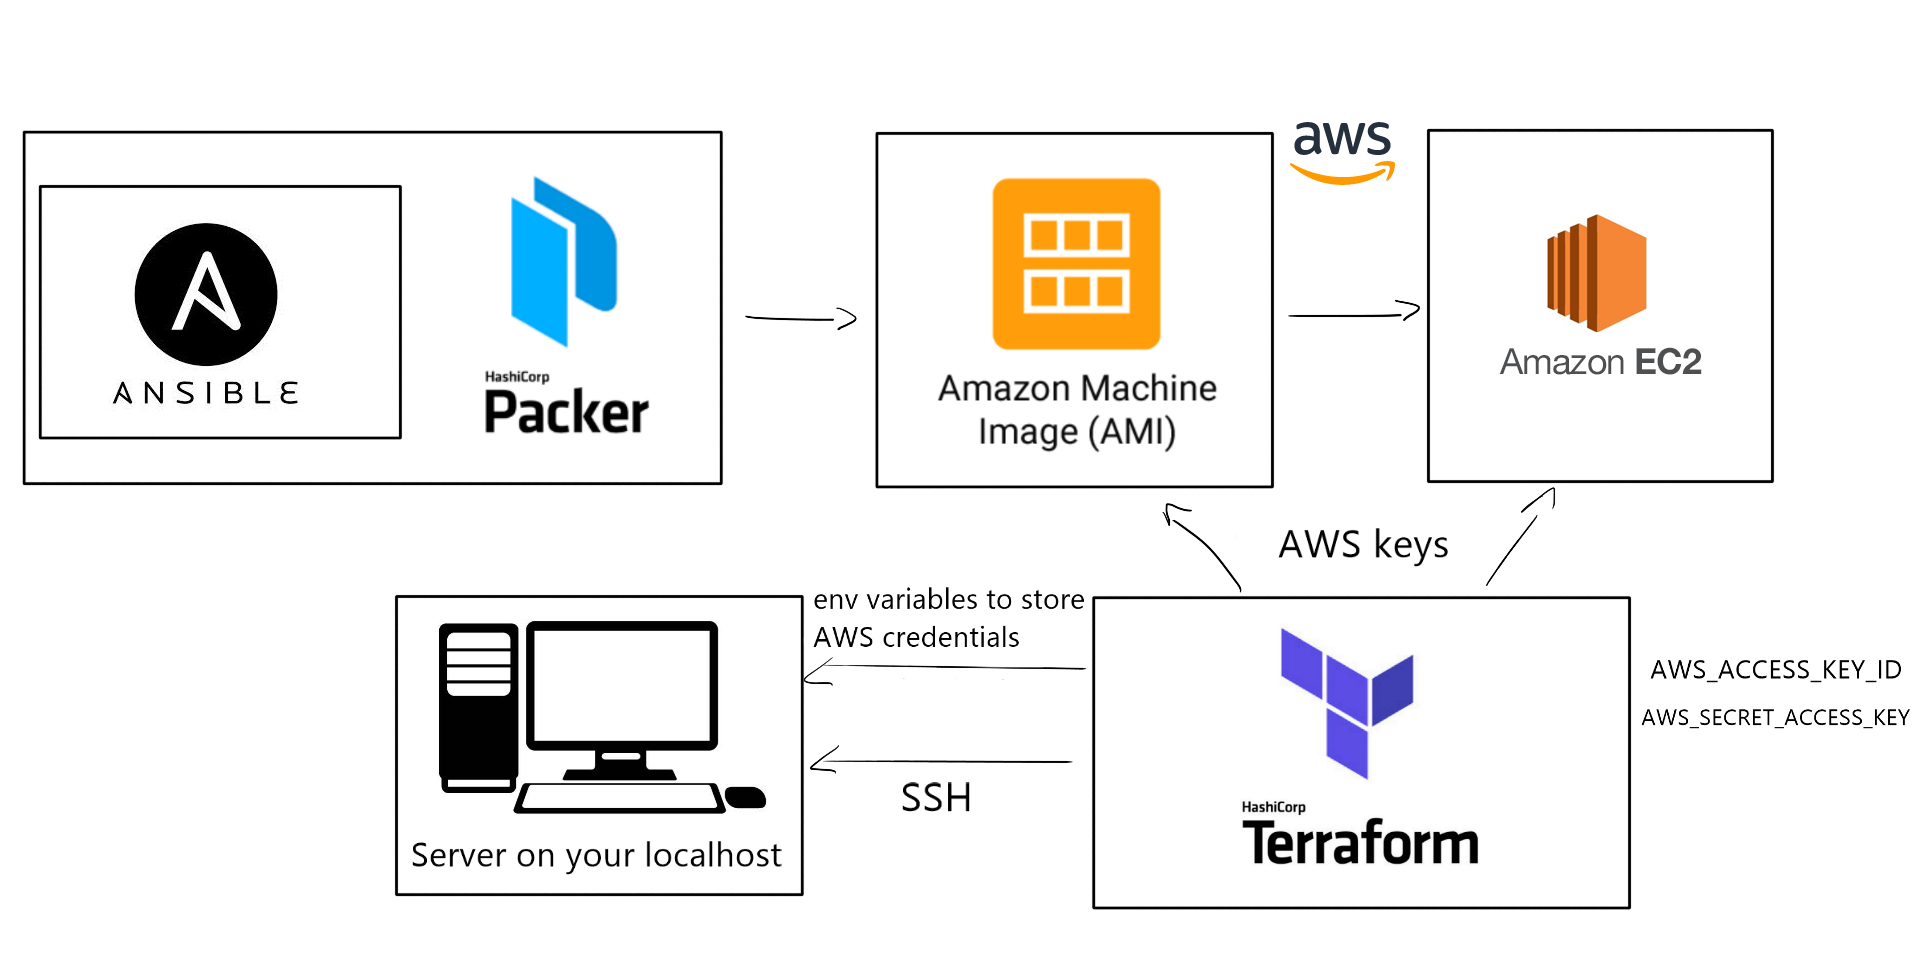 aws
ANSIBLE
HashiCorp
Packer
Amazon Machine
Image (AMI)
Amazon EC2
AWS keys
env variables to store
AWS credentials
SSH
Server on your localhost
HashiCorp
Terraform
AWS_ACCESS_KEY_ID
AWS_SECRET_ACCESS_KEY